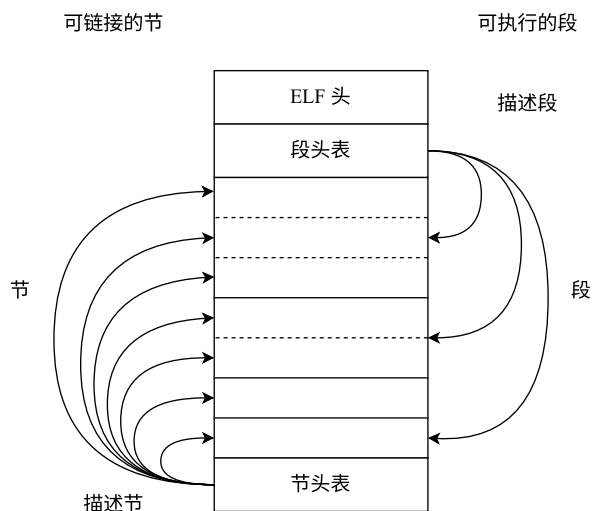 可链接的节
可执行的段
ELF 头
描述段
段头表
节
段
节头表
描述节